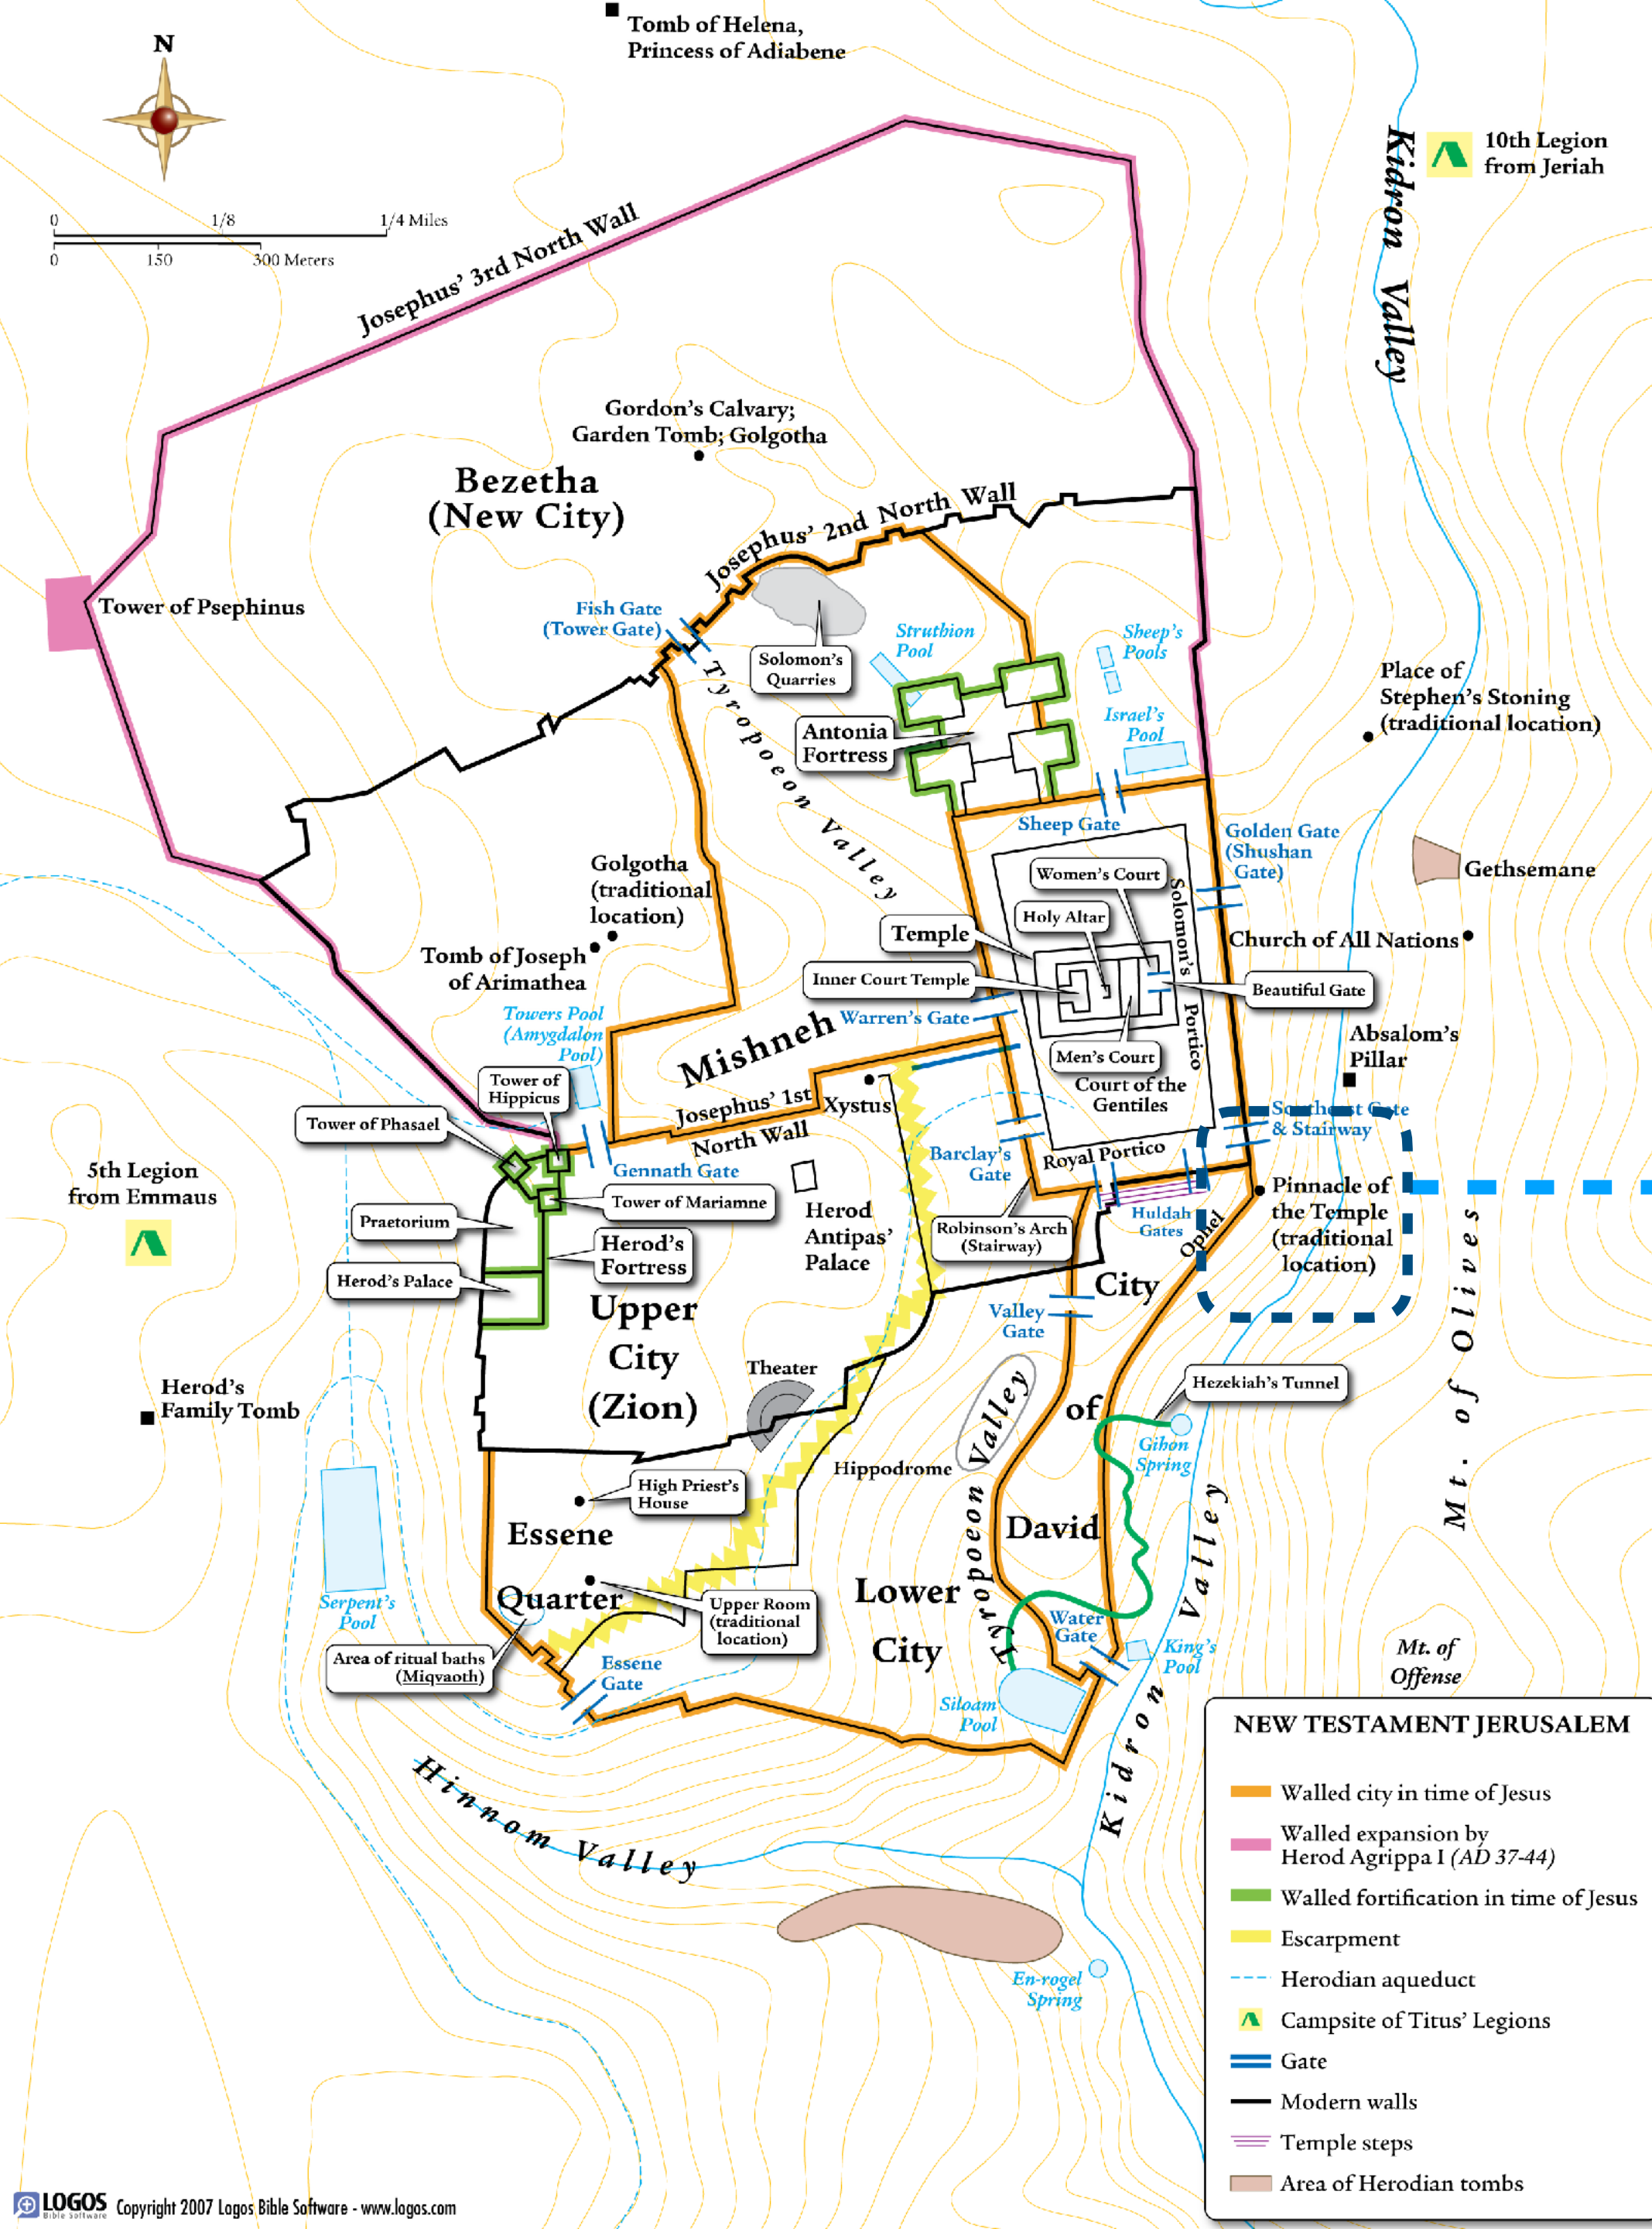 Tomb of Helena,
Princess of Adiabene
N
0
1/8
1/4 Miles
0
150
300 Meters
Kidron Valley
10th Legion
from Jeriah
Josephus' 3rd North Wall
Gordon's Calvary;
Garden Tomb; Golgotha
Bezetha
(New City)
Josephus' 2nd North Wall
Tower of Psephinus
Fish Gate
(Tower Gate)
Solomon's
Quarries
Struthion
Pool
Sheep's
Pools
Tyropoeon Valley
Place of
Stephen's Stoning
(traditional location)
Israel's
Pool
Antonia
Fortress
Sheep Gate
Golden Gate
(Shushan
Gate)
Golgotha
(traditional
location)
Women's Court
Gethsemane
Holy Altar
Solomon's Portico
Temple
Church of All Nations
Tomb of Joseph
of Arimathea
Inner Court Temple
Beautiful Gate
Towers Pool
(Amygdalon
Pool)
Mishneh
Warren's Gate
Men's Court
Absalom's
Pillar
Tower of
Hippicus
Court of the
Gentiles
Josephus' 1st
North Wall
Xystus
Tower of Phasael
Southeast Gate
& Stairway
Barclay's
Gate
Royal Portico
5th Legion
from Emmaus
Gennath Gate
Tower of Mariamne
Pinnacle of
the Temple
(traditional
location)
Praetorium
Herod
Antipas'
Palace
Robinson's Arch
(Stairway)
Huldah
Gates
Ophel
Herod's
Fortress
Herod's Palace
City
Mt. of Olives
Upper
City
(Zion)
Valley
Gate
Theater
Hezekiah's Tunnel
Herod's
Family Tomb
of
Gihon
Spring
Tyropoeon Valley
Hippodrome
High Priest's
House
Essene
Quarter
David
Kidron Valley
Lower
City
Serpent's
Pool
Upper Room
(traditional
location)
Water
Gate
King's
Pool
Mt. of
Offense
Area of ritual baths
(Miqvaoth)
Essene
Gate
Siloam
Pool
Hinnom Valley
En-rogel
Spring
NEW TESTAMENT JERUSALEM
Walled city in time of Jesus
Walled expansion by
Herod Agrippa I (AD 37-44)
Walled fortification in time of Jesus
Escarpment
Herodian aqueduct
Campsite of Titus' Legions
Gate
Modern walls
Temple steps
Area of Herodian tombs
LOGOS
Bible Software
Copyright 2007 Logos Bible Software - www.logos.com